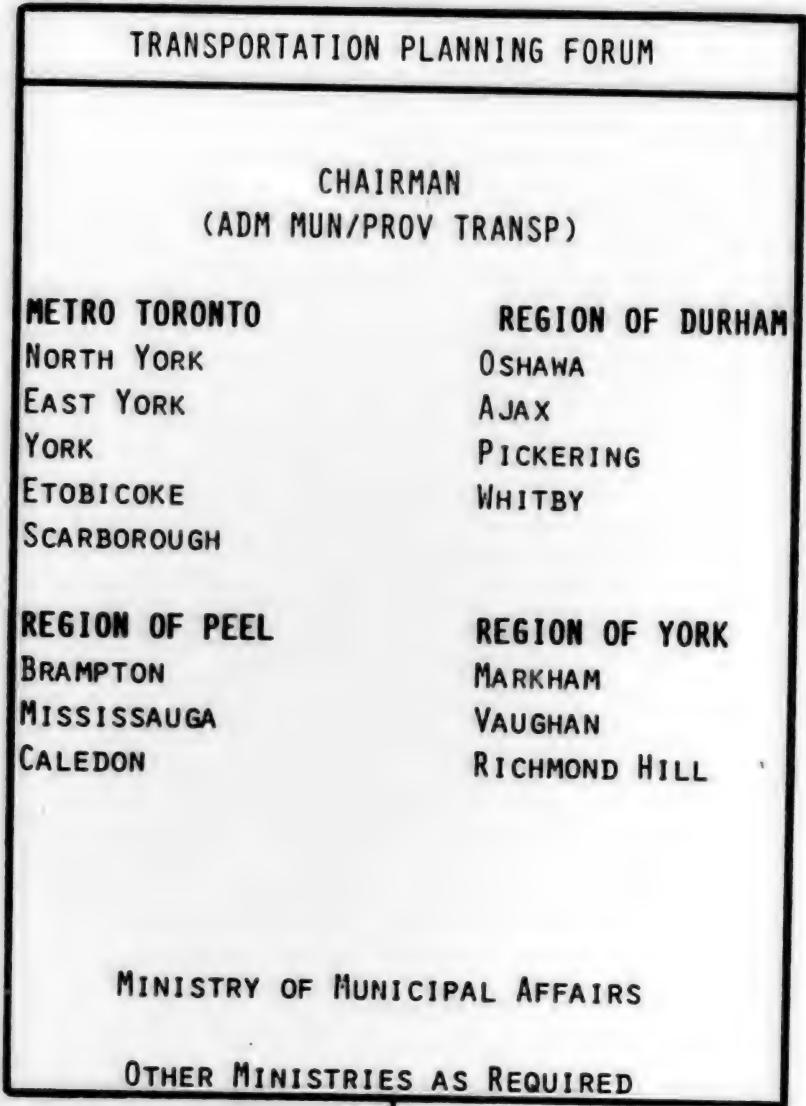 TRANSPORTATION PLANNING FORUM
CHAIRMAN
(ADM MUN/PROV TRANSP)
METRO TORONTO
NORTH YORK
EAST YORK
YORK
ETOBICOKE
SCARBOROUGH
REGION OF DURHAM
OSHAWA
AJAX
PICKERING
WHITBY
REGION OF PEEL
BRAMPTON
MISSISSAUGA
CALEDON
REGION OF YORK
MARKHAM
VAUGHAN
RICHMOND HILL
MINISTRY OF MUNICIPAL AFFAIRS
OTHER MINISTRIES AS REQUIRED